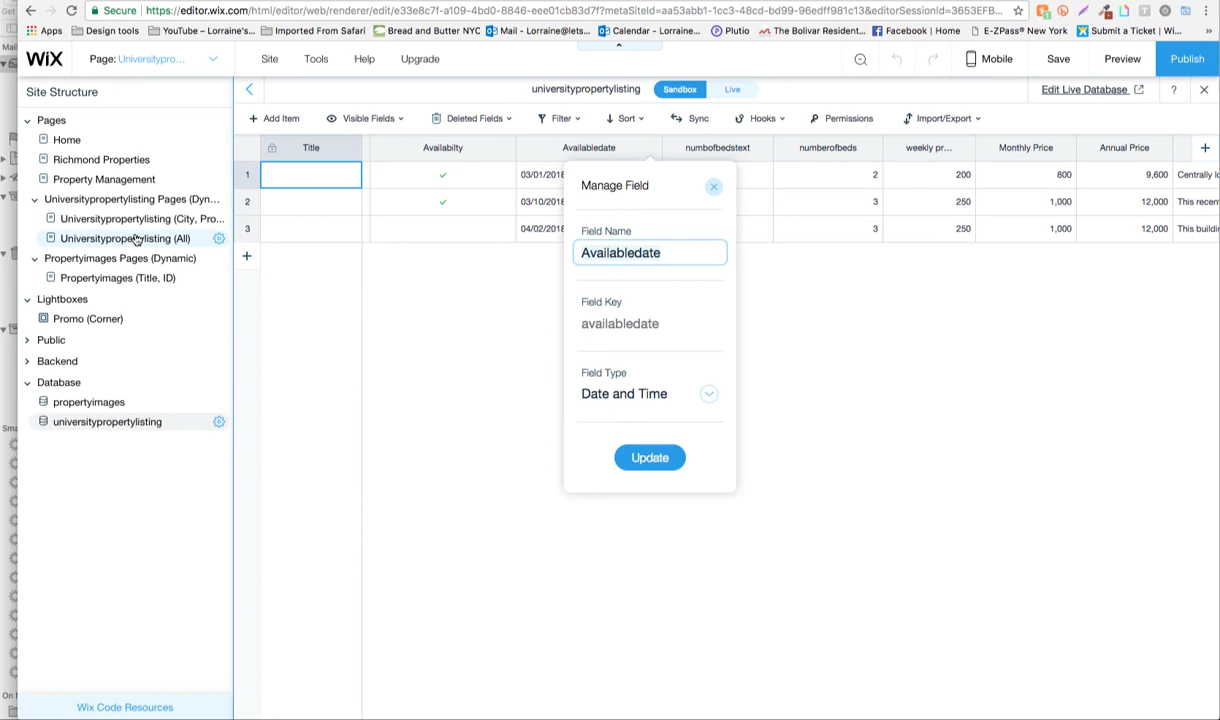 Secure https://editor.wix.com/html/editor/web/renderer/edit/e33e8c7f-a109-4bd0-8846-eee01cb83d7f?metaSiteId=aa53abb1-1cc3-48cd-bd99-96edff981c13&editorSessionId=3653EFB...
Apps Design tools YouTube – Lorraine's... Imported From Safari Bread and Butter NYC Mail - Lorraine@lets... Calendar - Lorraine... Plutio The Bolivar Resident... Facebook | Home E-ZPass® New York Submit a Ticket | Wi... »
WiX Page: Universitypro... Site Tools Help Upgrade Mobile Save Preview Publish
Site Structure
universitypropertylisting Sandbox Live Edit Live Database ?
Add Item Visible Fields Deleted Fields Filter Sort Sync Hooks Permissions Import/Export
Title Availabilty Availabledate numbofbedstext numberofbeds weekly pr... Monthly Price Annual Price
1 03/01/2018 2 200 800 9,600 Centrally lo
2 03/10/2018 3 250 1,000 12,000 This recen
3 04/02/2018 3 250 1,000 12,000 This buildin
Pages
Home
Richmond Properties
Property Management
Universitypropertylisting Pages (Dyn...
Universitypropertylisting (City, Pro...
Universitypropertylisting (All)
Propertyimages Pages (Dynamic)
Propertyimages (Title, ID)
Lightboxes
Promo (Corner)
Public
Backend
Database
propertyimages
universitypropertylisting
Wix Code Resources
Manage Field
Field Name
Availabledate
Field Key
availabledate
Field Type
Date and Time
Update